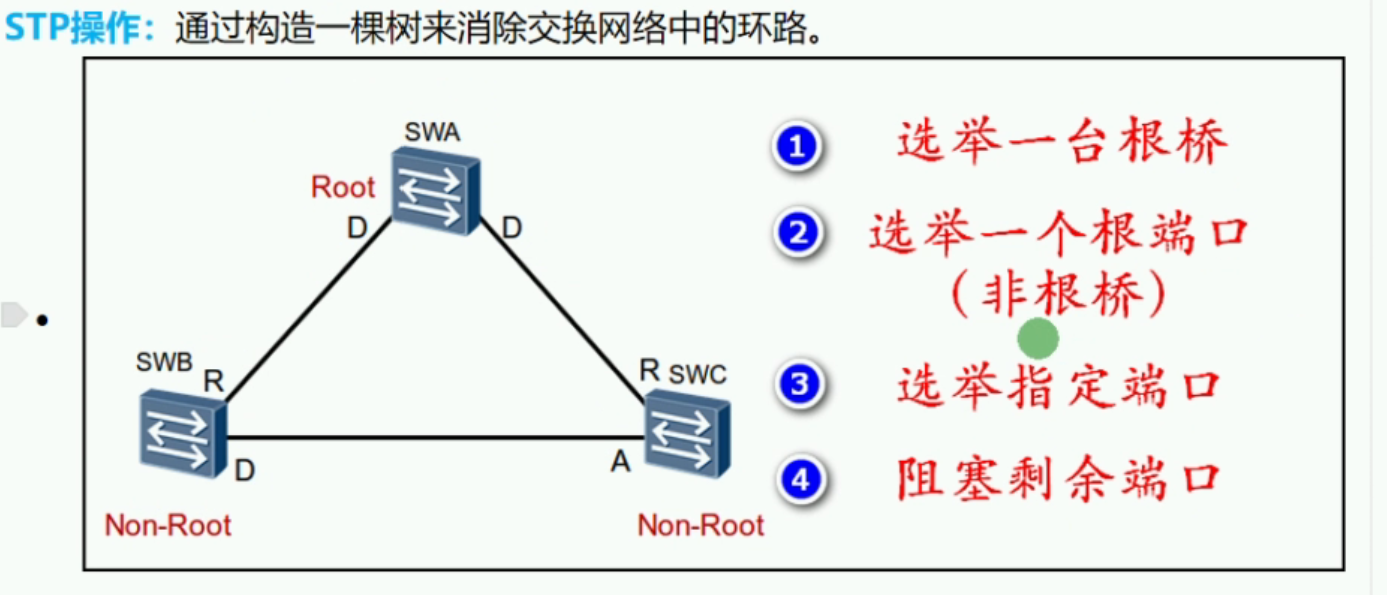 STP操作：通过构造一棵树来消除交换网络中的环路。
SWA
Root
D
D
SWB
R
D
R SWC
A
Non-Root
Non-Root
1 选举一台根桥
2 选举一个根端口
（非根桥）
3 选举指定端口
4 阻塞剩余端口